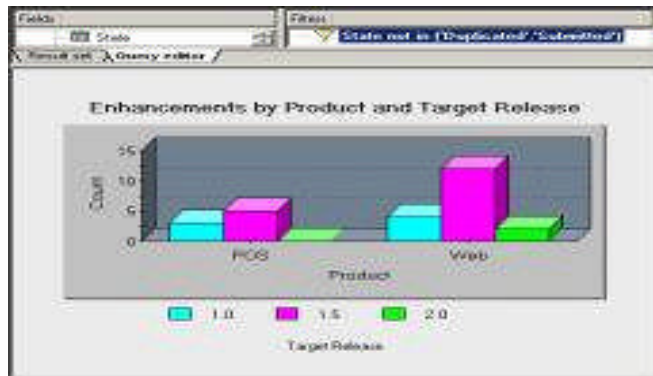 Fields
Filters
State
State not in ('Duplicated' 'Submitted')
Result set
Query editor
Enhancements by Product and Target Release
15
10
5
0
Count
POS
Web
Product
1.0
1.5
2.0
Target Release